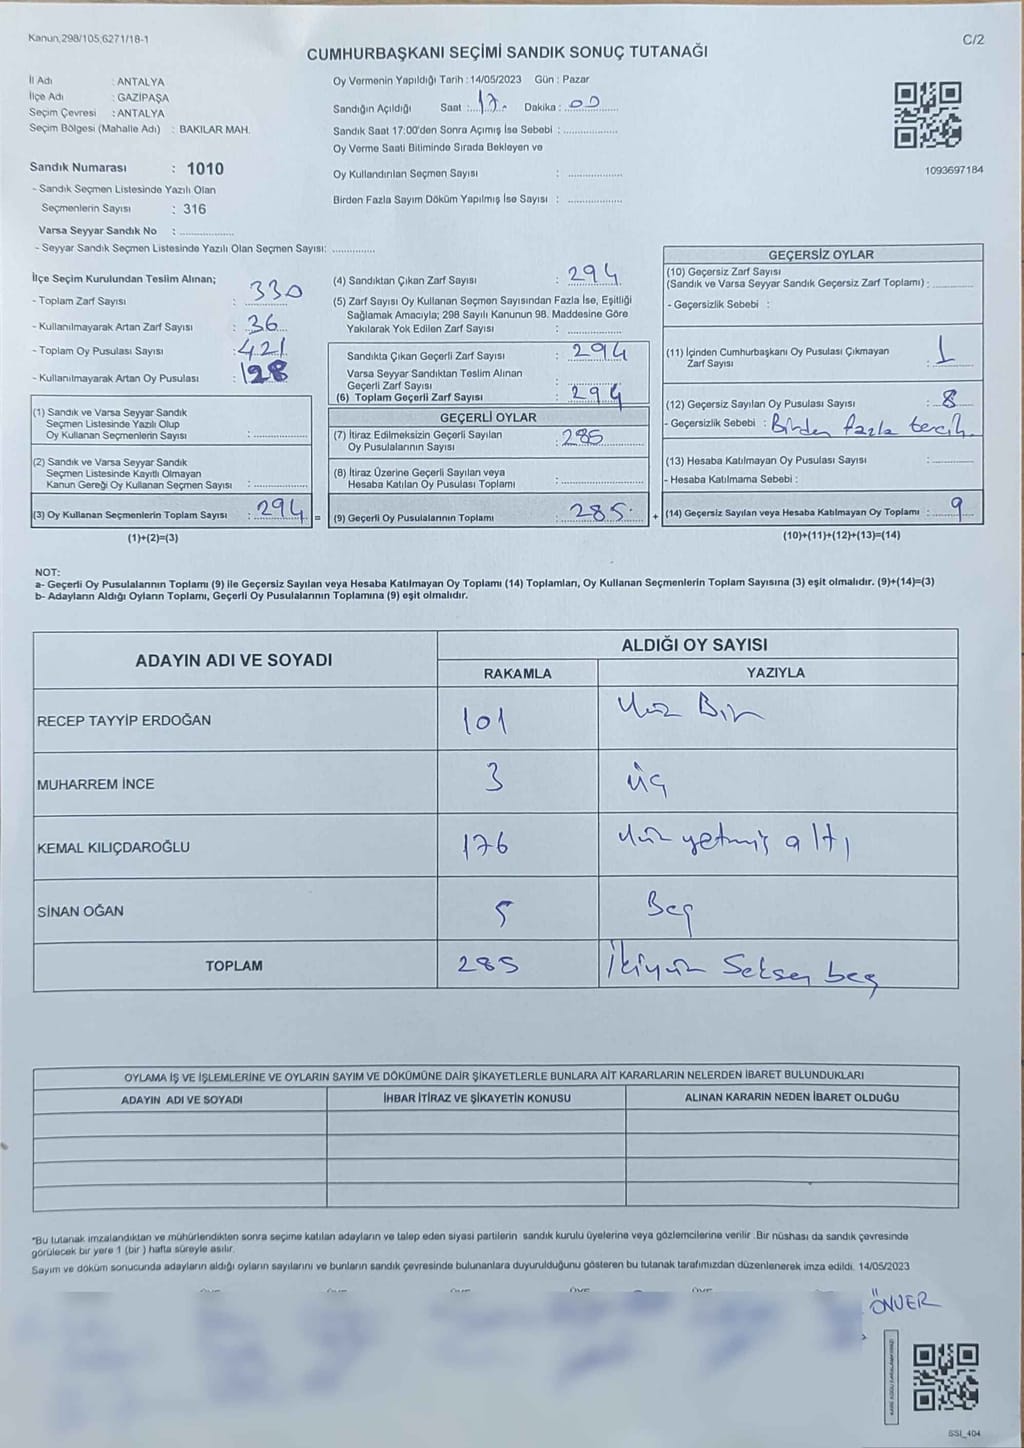 Kanun,298/105,6271/18-1
C/2
CUMHURBAŞKANI SEÇİMİ SANDIK SONUÇ TUTANAĞI
İl Adı : ANTALYA
İlçe Adı : GAZİPAŞA
Seçim Çevresi : ANTALYA
Seçim Bölgesi (Mahalle Adı) : BAKILAR MAH.
Sandık Numarası : 1010
- Sandık Seçmen Listesinde Yazılı Olan
Seçmenlerin Sayısı : 316
Varsa Seyyar Sandık No : ...............
- Seyyar Sandık Seçmen Listesinde Yazılı Olan Seçmen Sayısı: ............
Oy Vermenin Yapıldığı Tarih : 14/05/2023 Gün : Pazar
Sandığın Açıldığı Saat : 17. Dakika : 00
Sandık Saat 17:00'den Sonra Açımış İse Sebebi : ...............
Oy Verme Saati Bitiminde Sırada Bekleyen ve
Oy Kullandırılan Seçmen Sayısı : ...............
Birden Fazla Sayım Döküm Yapılmış İse Sayısı : ...............
1093697184
İlçe Seçim Kurulundan Teslim Alınan;
- Toplam Zarf Sayısı : 330
- Kullanılmayarak Artan Zarf Sayısı : 36
- Toplam Oy Pusulası Sayısı : 421
- Kullanılmayarak Artan Oy Pusulası : 128
(1) Sandık ve Varsa Seyyar Sandık
Seçmen Listesinde Yazılı Olup
Oy Kullanan Seçmenlerin Sayısı : ...............
(2) Sandık ve Varsa Seyyar Sandık
Seçmen Listesinde Kayıtlı Olmayan
Kanun Gereği Oy Kullanan Seçmen Sayısı : ...............
(3) Oy Kullanan Seçmenlerin Toplam Sayısı : 294 =
(1)+(2)=(3)
(4) Sandıktan Çıkan Zarf Sayısı : 294
(5) Zarf Sayısı Oy Kullanan Seçmen Sayısından Fazla İse, Eşitliği
Sağlamak Amacıyla; 298 Sayılı Kanunun 98. Maddesine Göre
Yakılarak Yok Edilen Zarf Sayısı : ...............
Sandıkta Çıkan Geçerli Zarf Sayısı : 294
Varsa Seyyar Sandıktan Teslim Alınan
Geçerli Zarf Sayısı : ...............
(6) Toplam Geçerli Zarf Sayısı : 294
GEÇERLİ OYLAR
(7) İtiraz Edilmeksizin Geçerli Sayılan
Oy Pusulasının Sayısı : 285
(8) İtiraz Üzerine Geçerli Sayılan veya
Hesaba Katılan Oy Pusulası Toplamı : ...............
(9) Geçerli Oy Pusulalarının Toplamı : 285 +
GEÇERSİZ OYLAR
(10) Geçersiz Zarf Sayısı
(Sandık ve Varsa Seyyar Sandık Geçersiz Zarf Toplamı) : ............
- Geçersizlik Sebebi :
(11) İçinden Cumhurbaşkanı Oy Pusulası Çıkmayan
Zarf Sayısı : 1
(12) Geçersiz Sayılan Oy Pusulası Sayısı : 8
- Geçersizlik Sebebi : Birden fazla tercih.
(13) Hesaba Katılmayan Oy Pusulası Sayısı : ............
- Hesaba Katılmama Sebebi :
(14) Geçersiz Sayılan veya Hesaba Katılmayan Oy Toplamı : 9
(10)+(11)+(12)+(13)=(14)
NOT:
a- Geçerli Oy Pusulalarının Toplamı (9) ile Geçersiz Sayılan veya Hesaba Katılmayan Oy Toplamı (14) Toplamları, Oy Kullanan Seçmenlerin Toplam Sayısına (3) eşit olmalıdır. (9)+(14)=(3)
b- Adayların Aldığı Oyların Toplamı, Geçerli Oy Pusulalarının Toplamına (9) eşit olmalıdır.
ADAYIN ADI VE SOYADI
ALDIĞI OY SAYISI
RAKAMLA YAZIYLA
RECEP TAYYİP ERDOĞAN 101 Yüz Bir
MUHARREM İNCE 3 üç
KEMAL KILIÇDAROĞLU 176 Yüz yetmiş altı
SİNAN OĞAN 5 Beş
TOPLAM 285 İkiyüz Seksen beş
OYLAMA İŞ VE İŞLEMLERİNE VE OYLARIN SAYIM VE DÖKÜMÜNE DAİR ŞİKAYETLERLE BUNLARA AİT KARARLARIN NELERDEN İBARET BULUNDUKLARI
ADAYIN ADI VE SOYADI İHBAR İTİRAZ VE ŞİKAYETİN KONUSU ALINAN KARARIN NEDEN İBARET OLDUĞU
*Bu tutanak imzalandıktan ve mühürlendikten sonra seçime katılan adayların ve talep eden siyasi partilerin sandık kurulu üyelerine veya gözlemcilerine verilir. Bir nüshası da sandık çevresinde
görülecek bir yere 1 (bir ) hafta süreyle asılır.
Sayım ve döküm sonucunda adayların aldığı oyların sayılarını ve bunların sandık çevresinde bulunanlara duyurulduğunu gösteren bu tutanak tarafımızdan düzenlenerek imza edildi. 14/05/2023
ÖNVER
SSI_404